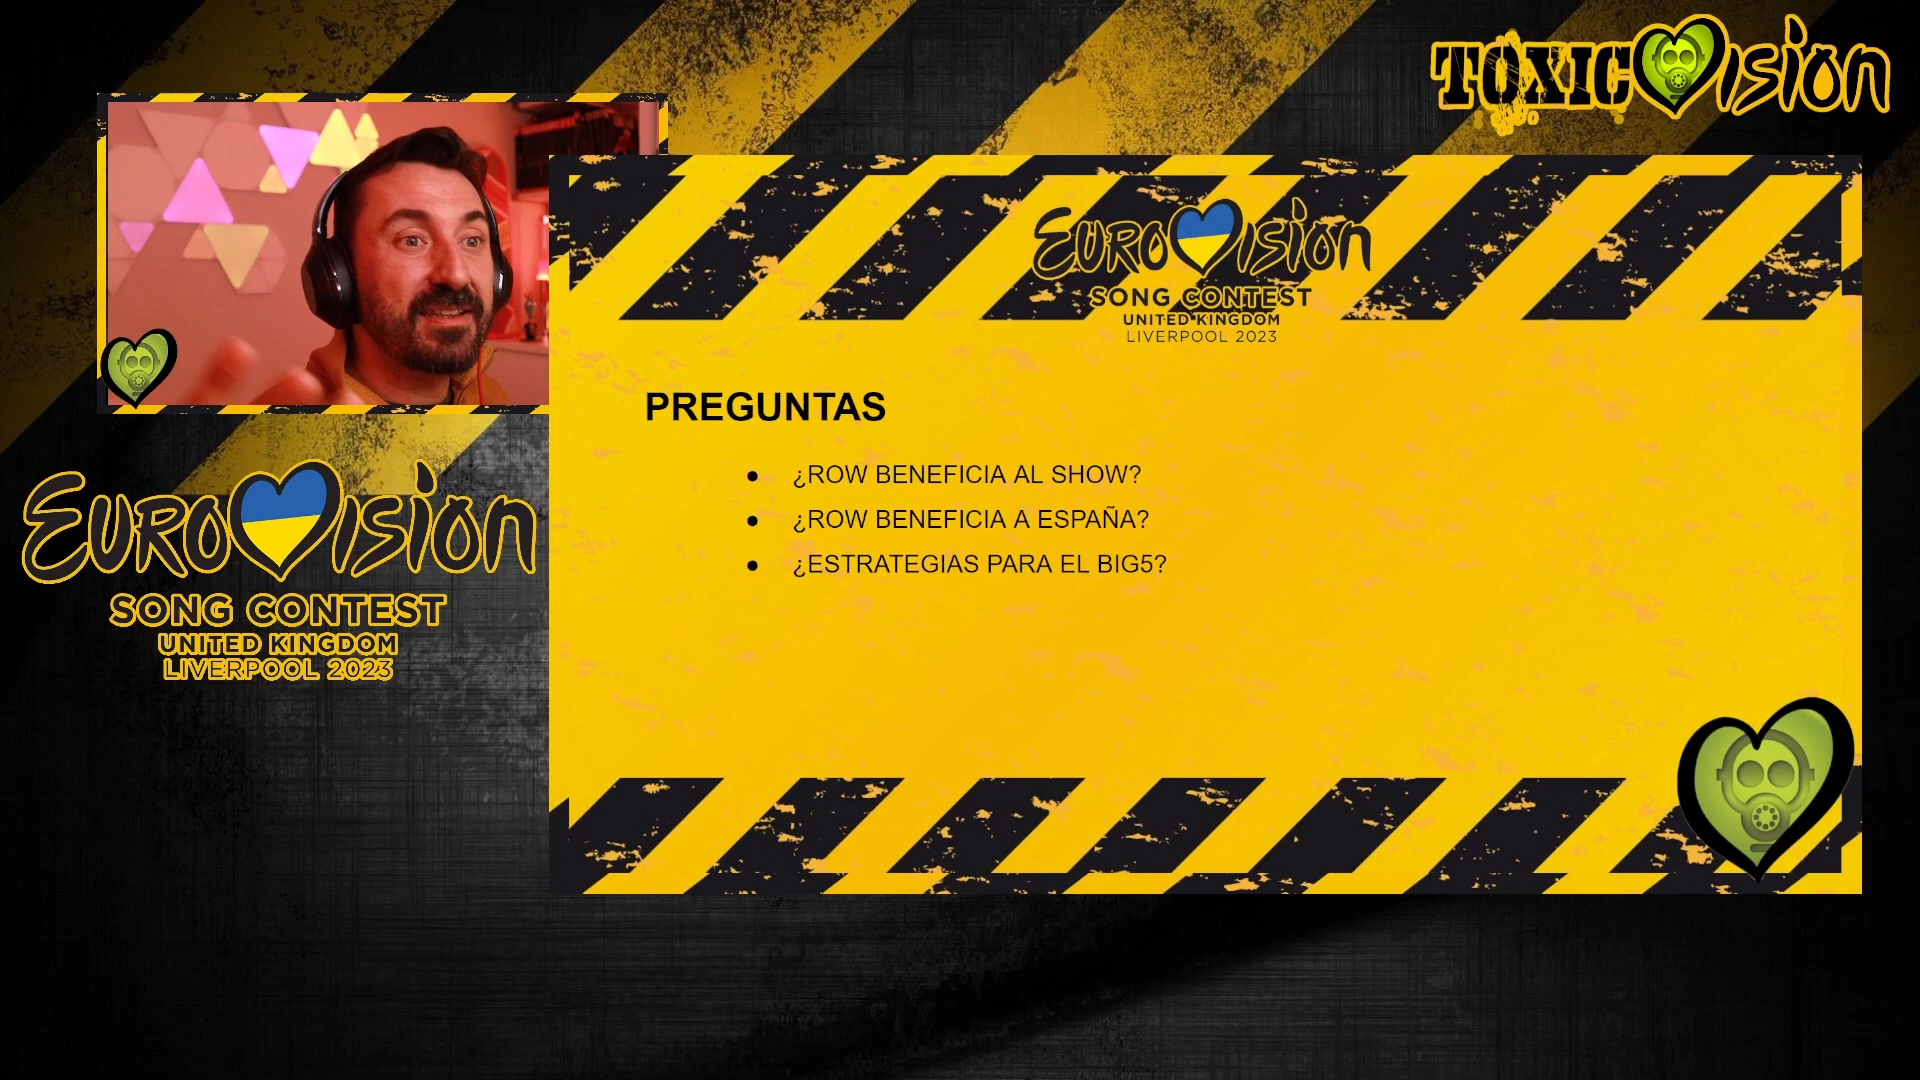 TOXICVISION
EUROVISION
SONG CONTEST
UNITED KINGDOM
LIVERPOOL 2023
PREGUNTAS
• ¿ROW BENEFICIA AL SHOW?
• ¿ROW BENEFICIA A ESPAÑA?
• ¿ESTRATEGIAS PARA EL BIG5?
EUROVISION
SONG CONTEST
UNITED KINGDOM
LIVERPOOL 2023